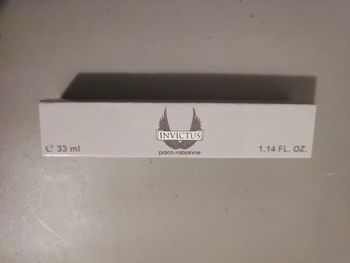 INVICTUS
paco rabanne
℮ 33 ml
1.14 FL. OZ.